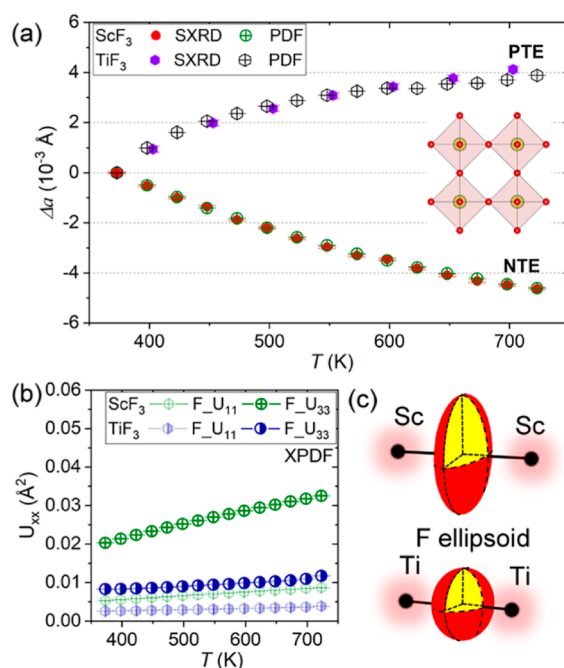 (a)
ScF₃ SXRD PDF
TiF₃ SXRD PDF
PTE
NTE
Δa (10⁻³ Å)
6
4
2
0
-2
-4
-6
400 500 600 700
T (K)
(b)
ScF₃ F_U₁₁ F_U₃₃
TiF₃ F_U₁₁ F_U₃₃
XPDF
Uₓₓ (Å²)
0.06
0.05
0.04
0.03
0.02
0.01
0.00
400 500 600 700
T (K)
(c)
Sc Sc
F ellipsoid
Ti Ti